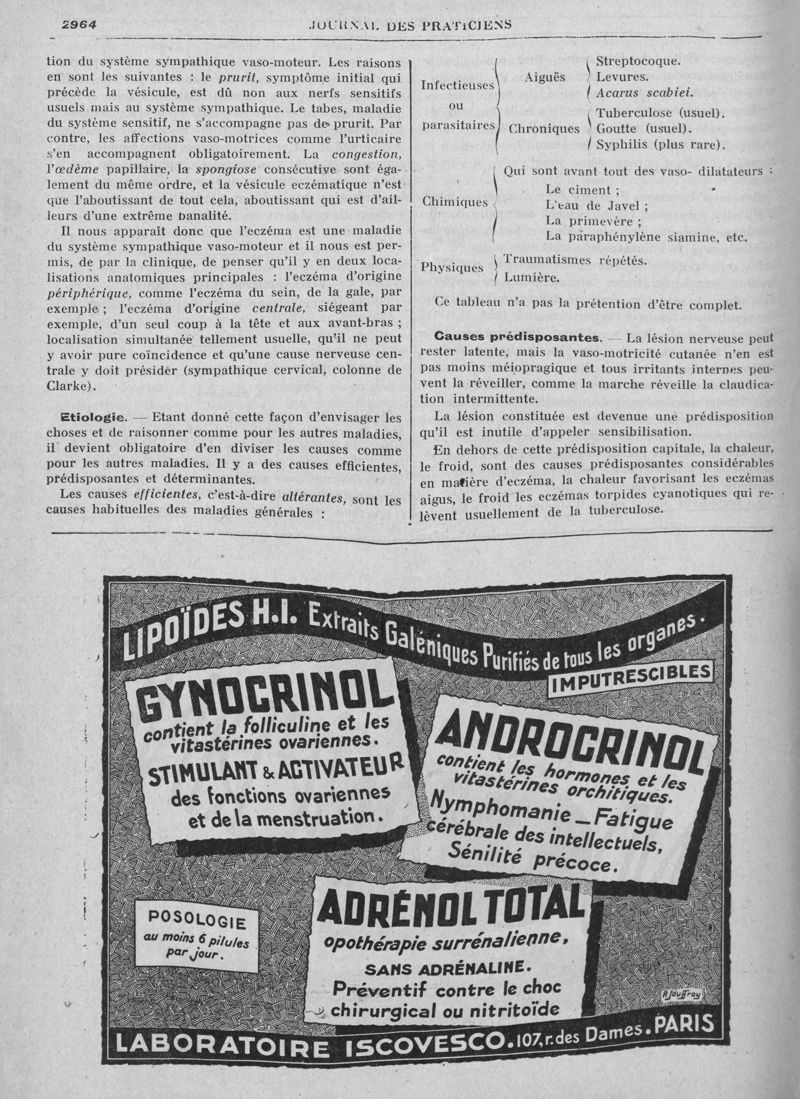 2964
JOURNAL DES PRATICIENS
tion du système sympathique vaso-moteur. Les raisons
en sont les suivantes : le prurit, symptôme initial qui
précède la vésicule, est dû non aux nerfs sensitifs
usuels mais au système sympathique. Le tabes, maladie
du système sensitif, ne s'accompagne pas de prurit. Par
contre, les affections vaso-motrices comme l'urticaire
s'en accompagnent obligatoirement. La congestion,
l'œdème papillaire, la spongiose consécutive sont éga-
lement du même ordre, et la vésicule eczématique n'est
que l'aboutissant de tout cela, aboutissant qui est d'ail-
leurs d'une extrême banalité.
Il nous apparaît donc que l'eczéma est une maladie
du système sympathique vaso-moteur et il nous est per-
mis, de par la clinique, de penser qu'il y en deux loca-
lisations anatomiques principales : l'eczéma d'origine
périphérique, comme l'eczéma du sein, de la gale, par
exemple ; l'eczéma d'origine centrale, siégeant par
exemple, d'un seul coup à la tête et aux avant-bras ;
localisation simultanée tellement usuelle, qu'il ne peut
y avoir pure coïncidence et qu'une cause nerveuse cen-
trale y doit présider (sympathique cervical, colonne de
Clarke).
Etiologie. — Etant donné cette façon d'envisager les
choses et de raisonner comme pour les autres maladies,
il devient obligatoire d'en diviser les causes comme
pour les autres maladies. Il y a des causes efficientes,
prédisposantes et déterminantes.
Les causes efficientes, c'est-à-dire altérantes, sont les
causes habituelles des maladies générales :
Infectieuses
ou
parasitaires
Aiguës
Streptocoque.
Levures.
Acarus scabiei.
Chroniques
Tuberculose (usuel).
Goutte (usuel).
Syphilis (plus rare).
Chimiques
Qui sont avant tout des vaso- dilatateurs :
Le ciment ;
L'eau de Javel ;
La primevère ;
La paraphénylène siamine, etc.
Physiques
Traumatismes répétés.
Lumière.
Ce tableau n'a pas la prétention d'être complet.
Causes prédisposantes. — La lésion nerveuse peut
rester latente, mais la vaso-motricité cutanée n'en est
pas moins méiopragique et tous irritants internes peu-
vent la réveiller, comme la marche réveille la claudica-
tion intermittente.
La lésion constituée est devenue une prédisposition
qu'il est inutile d'appeler sensibilisation.
En dehors de cette prédisposition capitale, la chaleur,
le froid, sont des causes prédisposantes considérables
en matière d'eczéma, la chaleur favorisant les eczémas
aigus, le froid les eczémas torpides cyanotiques qui re-
lèvent usuellement de la tuberculose.
LIPOÏDES H.I. Extraits Galéniques Purifiés de tous les organes.
IMPUTRESCIBLES
GYNOCRINOL
contient la folliculine et les
vitastérines ovariennes.
STIMULANT & ACTIVATEUR
des fonctions ovariennes
et de la menstruation.
ANDROCRINOL
contient les hormones et les
vitastérines orchitiques.
Nymphomanie _ Fatigue
cérébrale des intellectuels,
Sénilité précoce.
ADRÉNOL TOTAL
opothérapie surrénalienne,
SANS ADRÉNALINE.
Préventif contre le choc
chirurgical ou nitritoïde
POSOLOGIE
au moins 6 pilules
par jour.
R. Jouffroy
LABORATOIRE ISCOVESCO. 107, r. des Dames. PARIS